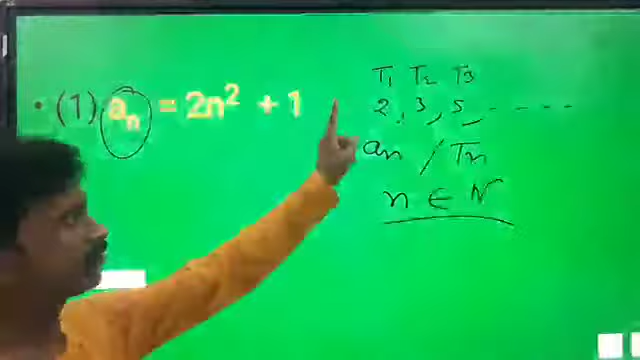 • (1) aₙ = 2n² + 1
T₁ T₂ T₃
2, 3, 5, - - - -
aₙ / Tₙ
n ∈ N